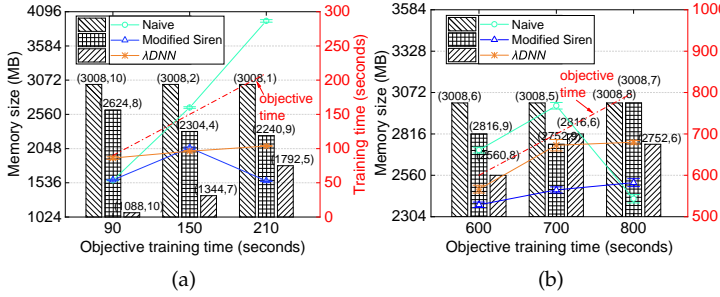 4096
3584
3072
2560
2048
1536
1024
Memory size (MB)
Naive
Modified Siren
λDNN
(3008,10)
(3008,2)
(3008,1)
(2624,8)
(2304,4)
(2240,9)
(1088,10)
(1344,7)
(1792,5)
objective
time
300
250
200
150
100
50
0
Training time (seconds)
90
150
210
Objective training time (seconds)
(a)
3584
3328
3072
2816
2560
2304
Memory size (MB)
Naive
Modified Siren
λDNN
(3008,6)
(3008,5)
(3008,8)
(3008,7)
(2816,9)
(2752,9)
(2816,6)
(2560,8)
(2752,6)
objective
time
1000
900
800
700
600
500
600
700
800
Objective training time (seconds)
(b)